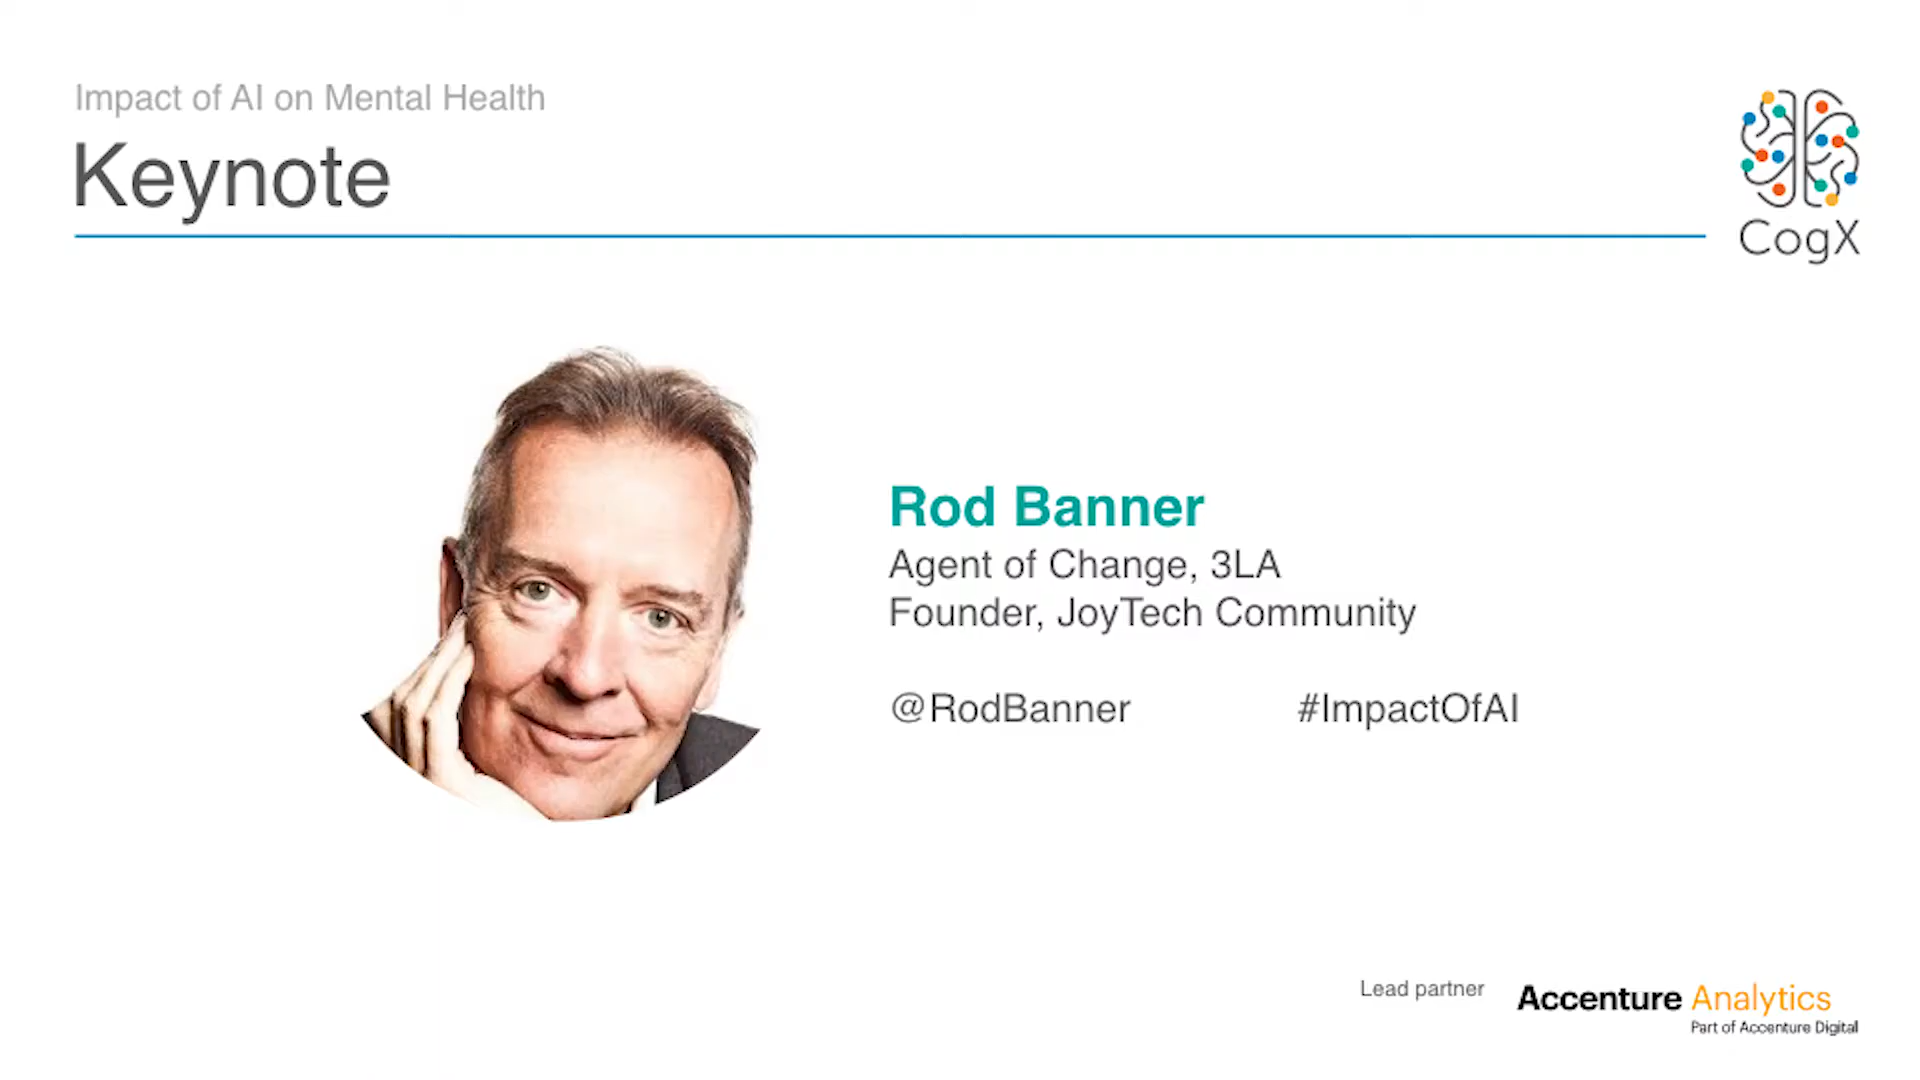 Impact of AI on Mental Health
Keynote
CogX
Rod Banner
Agent of Change, 3LA
Founder, JoyTech Community
@RodBanner #ImpactOfAI
Lead partner
Accenture Analytics
Part of Accenture Digital